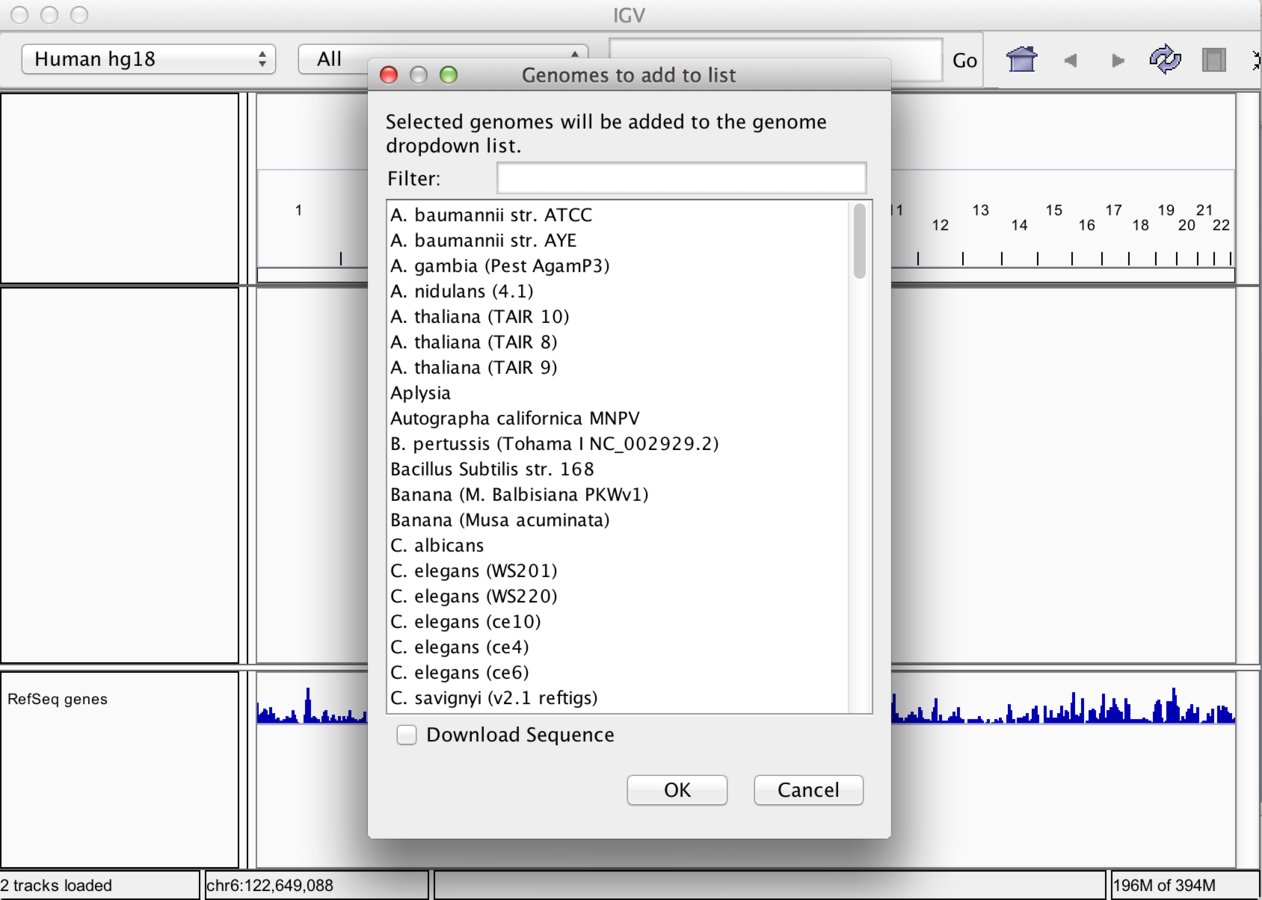 IGV
Human hg18
All
Go
Genomes to add to list
Selected genomes will be added to the genome
dropdown list.
Filter:
A. baumannii str. ATCC
A. baumannii str. AYE
A. gambia (Pest AgamP3)
A. nidulans (4.1)
A. thaliana (TAIR 10)
A. thaliana (TAIR 8)
A. thaliana (TAIR 9)
Aplysia
Autographa californica MNPV
B. pertussis (Tohama I NC_002929.2)
Bacillus Subtilis str. 168
Banana (M. Balbisiana PKWv1)
Banana (Musa acuminata)
C. albicans
C. elegans (WS201)
C. elegans (WS220)
C. elegans (ce10)
C. elegans (ce4)
C. elegans (ce6)
C. savignyi (v2.1 reftigs)
Download Sequence
OK
Cancel
1
11
12
13
14
15
16
17
18
19
20
21
22
RefSeq genes
2 tracks loaded
chr6:122,649,088
196M of 394M